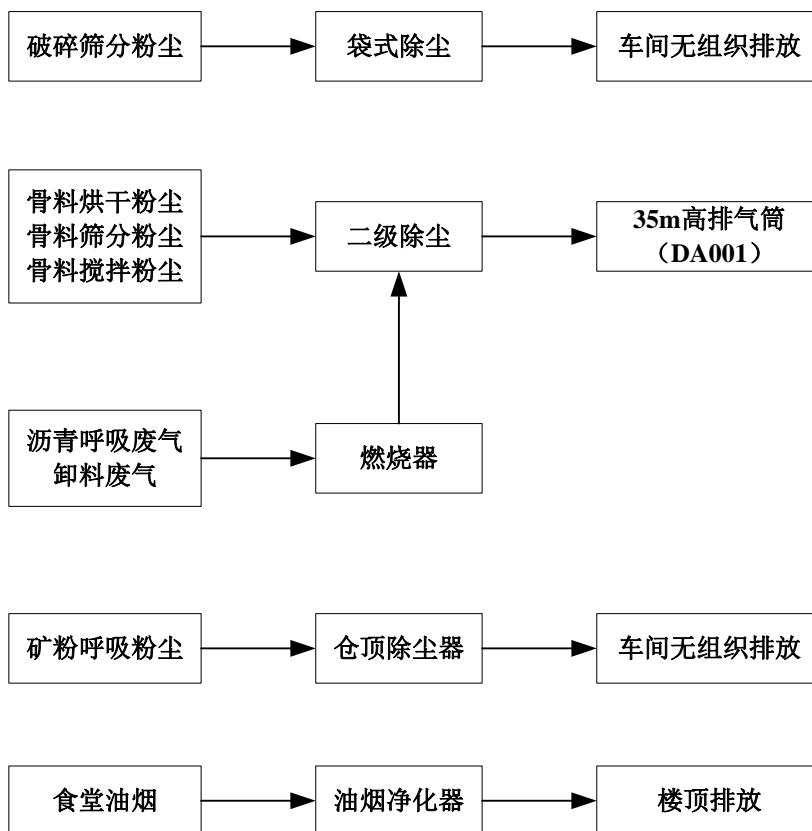 破碎筛分粉尘
袋式除尘
车间无组织排放
骨料烘干粉尘
骨料筛分粉尘
骨料搅拌粉尘
二级除尘
35m高排气筒
（DA001）
沥青呼吸废气
卸料废气
燃烧器
矿粉呼吸粉尘
仓顶除尘器
车间无组织排放
食堂油烟
油烟净化器
楼顶排放